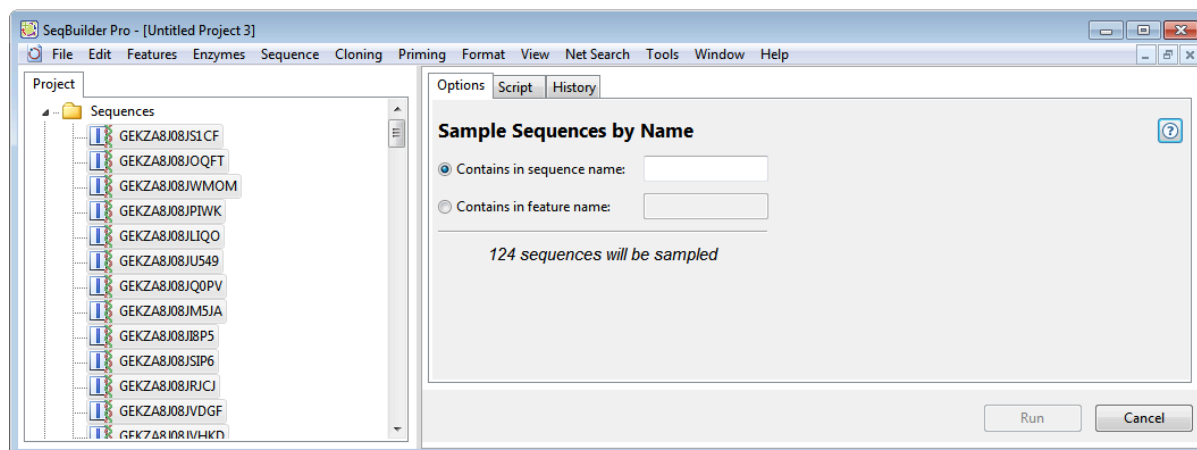 SeqBuilder Pro - [Untitled Project 3]
File Edit Features Enzymes Sequence Cloning Priming Format View Net Search Tools Window Help
Project
Sequences
GEKZA8J08JS1CF
GEKZA8J08JOQFT
GEKZA8J08JWMOM
GEKZA8J08JPIWK
GEKZA8J08JLIQO
GEKZA8J08JU549
GEKZA8J08JQ0PV
GEKZA8J08JM5JA
GEKZA8J08JI8P5
GEKZA8J08JSIP6
GEKZA8J08JRJCJ
GEKZA8J08JVDGF
GEKZA8J08JVHKD
Options Script History
Sample Sequences by Name
Contains in sequence name:
Contains in feature name:
124 sequences will be sampled
Run Cancel